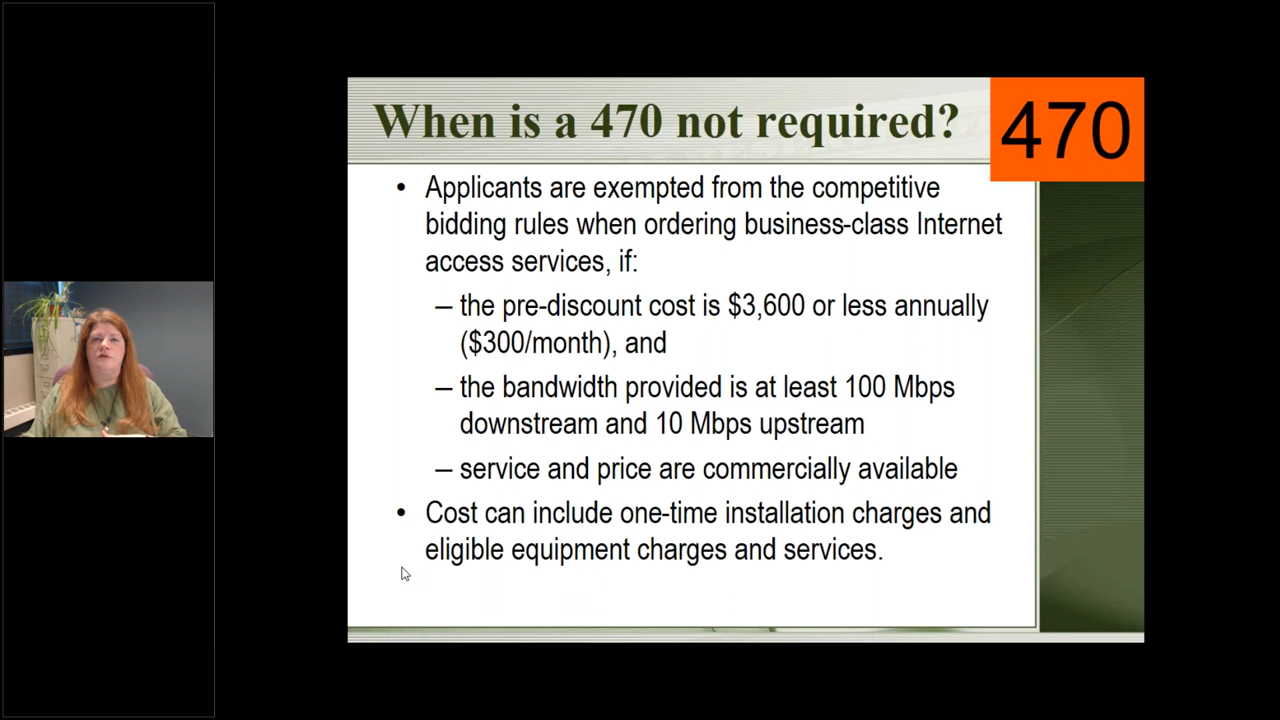 When is a 470 not required?
470
• Applicants are exempted from the competitive
bidding rules when ordering business-class Internet
access services, if:
– the pre-discount cost is $3,600 or less annually
($300/month), and
– the bandwidth provided is at least 100 Mbps
downstream and 10 Mbps upstream
– service and price are commercially available
• Cost can include one-time installation charges and
eligible equipment charges and services.